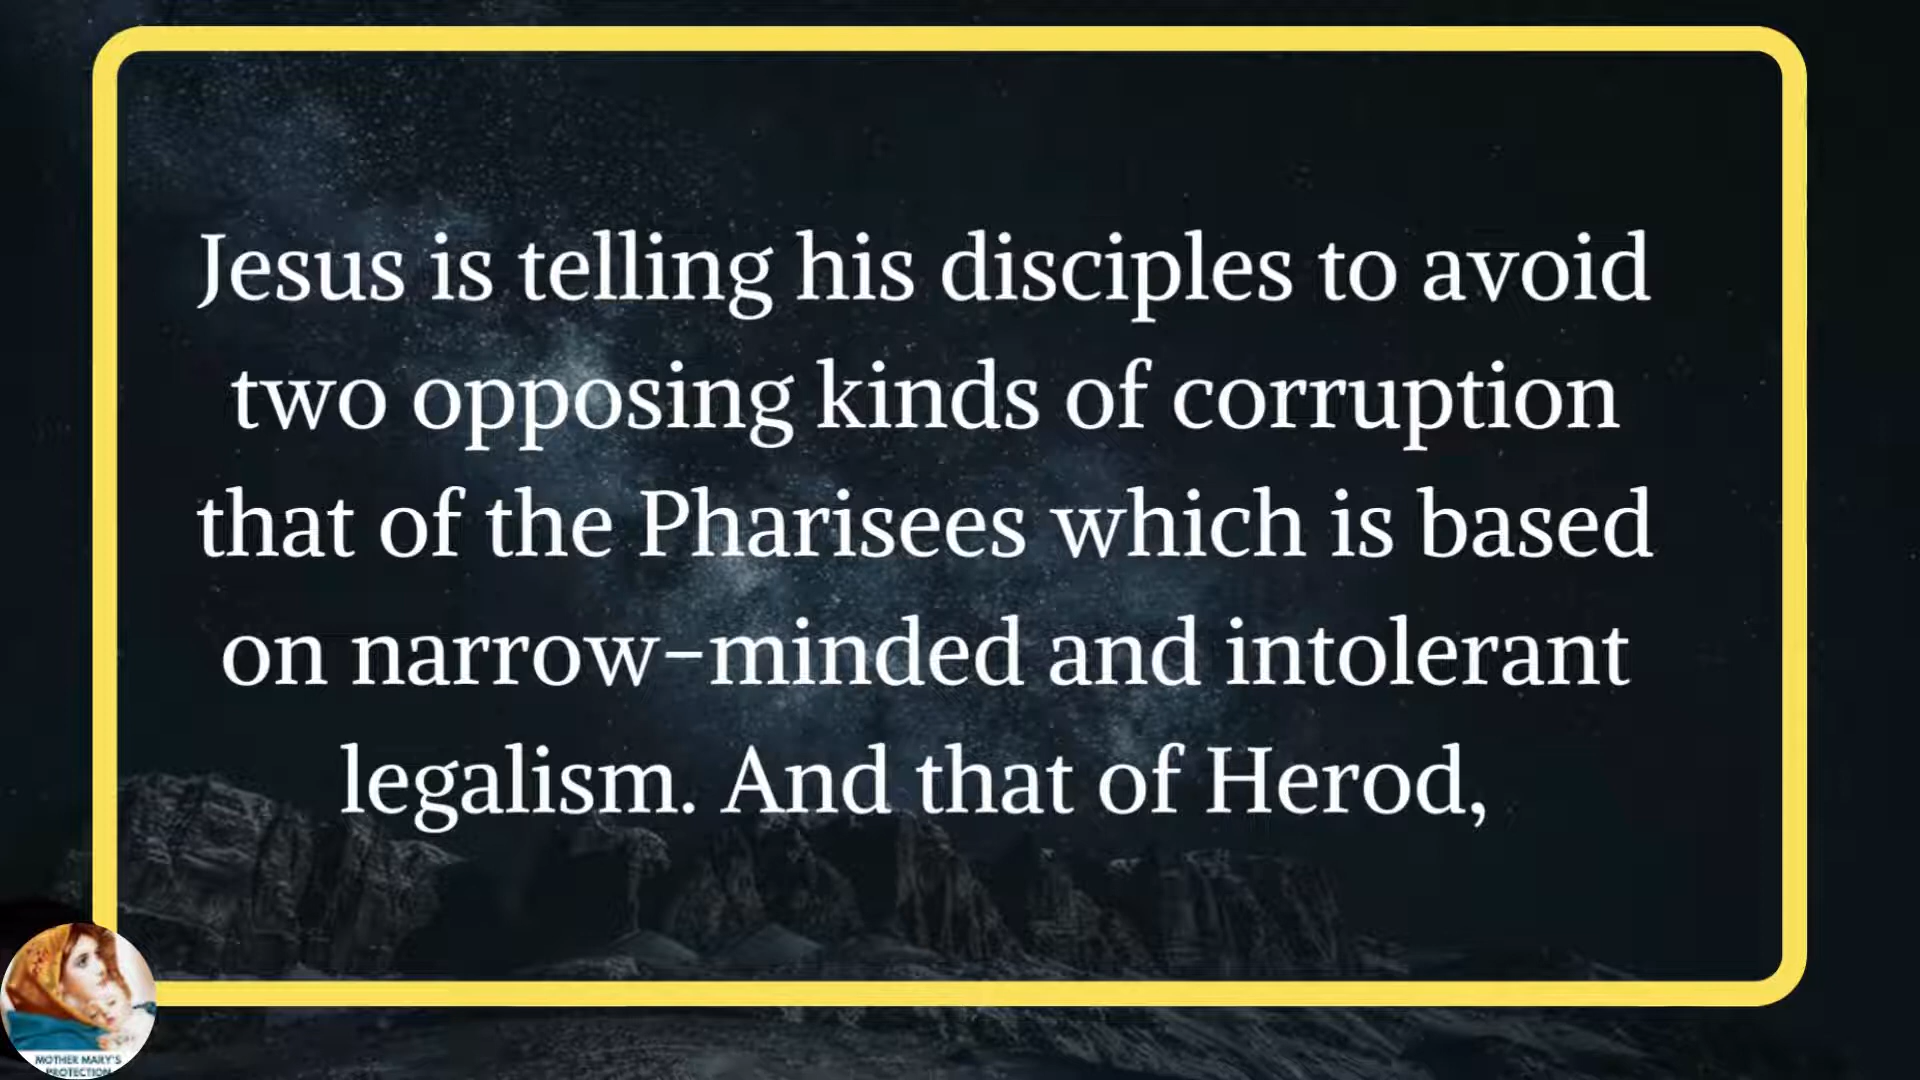 Jesus is telling his disciples to avoid
two opposing kinds of corruption
that of the Pharisees which is based
on narrow-minded and intolerant
legalism. And that of Herod,
MOTHER MARY'S
PROTECTION